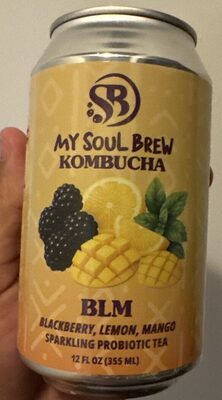 SB
MY SOUL BREW
KOMBUCHA
BLM
BLACKBERRY, LEMON, MANGO
SPARKLING PROBIOTIC TEA
12 FL OZ (355 ML)